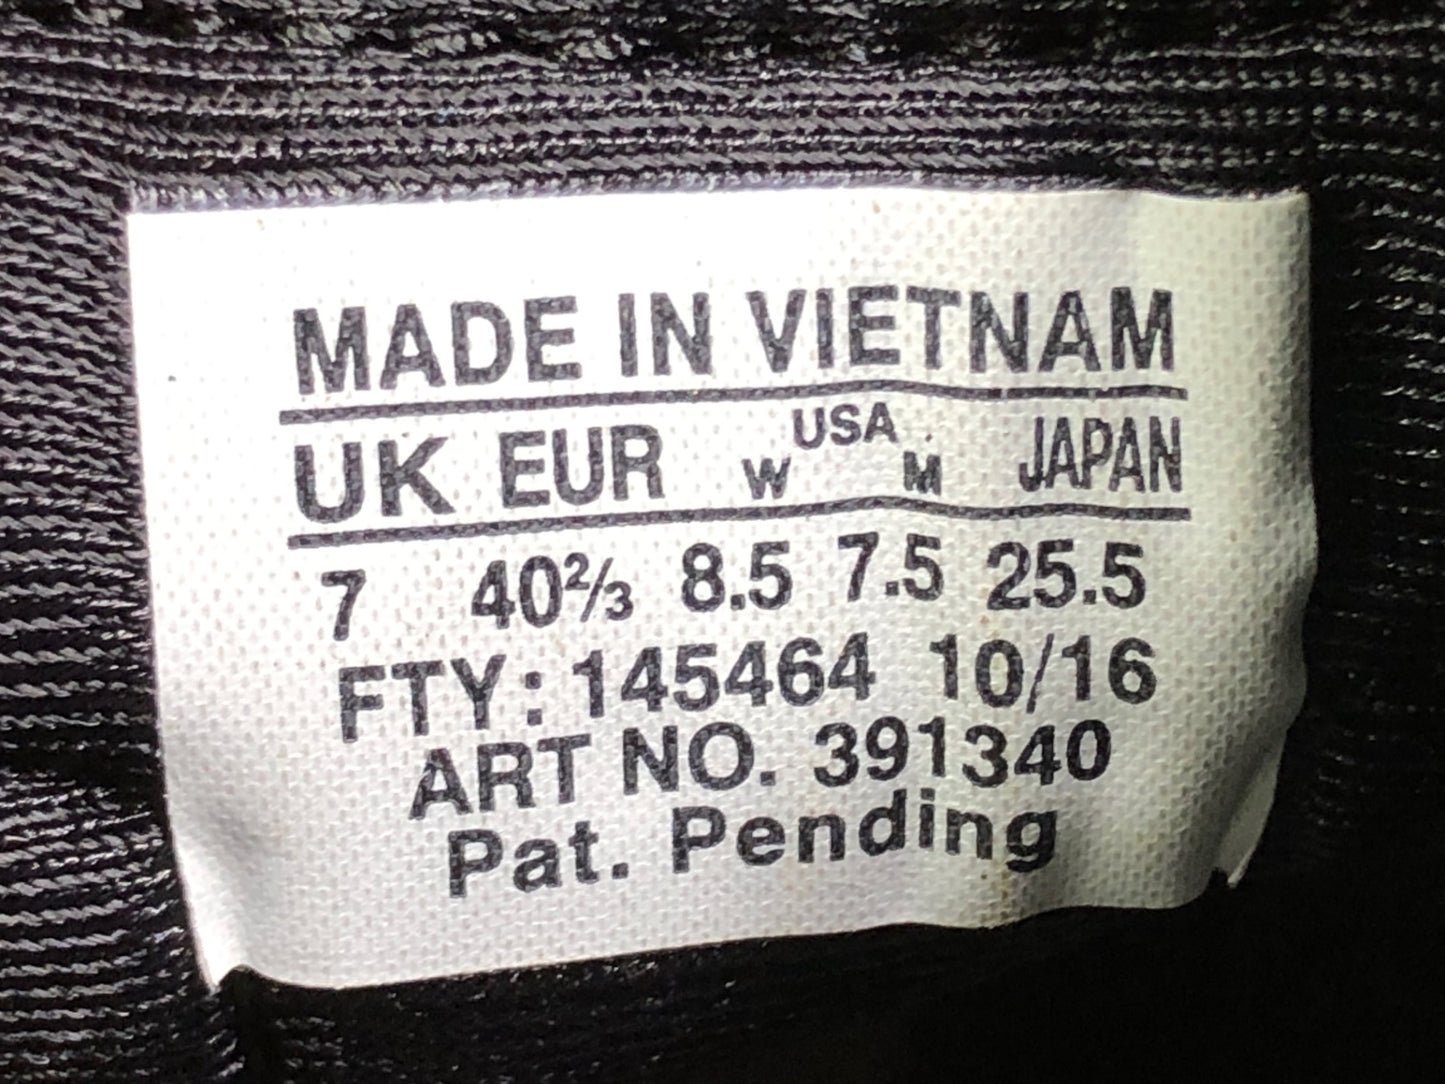 MADE IN VIETNAM
UK EUR W USA M JAPAN
7 40⅔ 8.5 7.5 25.5
FTY: 145464 10/16
ART NO. 391340
Pat. Pending